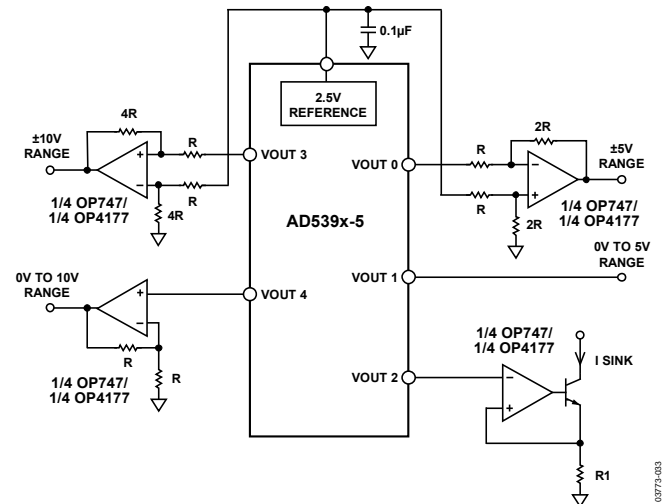 0.1µF
2.5V
REFERENCE
4R
±10V
RANGE
+
–
R
R
4R
1/4 OP747/
1/4 OP4177
VOUT 3
VOUT 0
R
2R
–
+
R
2R
±5V
RANGE
1/4 OP747/
1/4 OP4177
AD539x-5
0V TO 5V
RANGE
VOUT 1
0V TO 10V
RANGE
+
–
VOUT 4
R
R
1/4 OP747/
1/4 OP4177
1/4 OP747/
1/4 OP4177
I SINK
VOUT 2
–
+
R1
03773-033